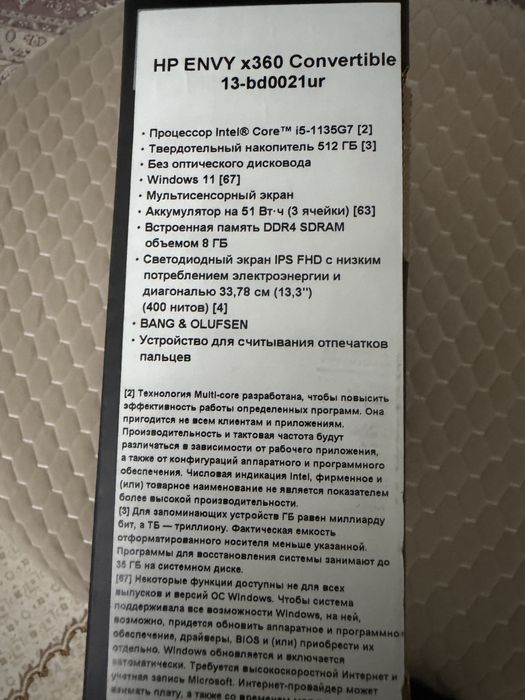 HP ENVY x360 Convertible
13-bd0021ur
· Процессор Intel® Core™ i5-1135G7 [2]
· Твердотельный накопитель 512 ГБ [3]
· Без оптического дисковода
· Windows 11 [67]
· Мультисенсорный экран
· Аккумулятор на 51 Вт·ч (3 ячейки) [63]
· Встроенная память DDR4 SDRAM
объемом 8 ГБ
· Светодиодный экран IPS FHD с низким
потреблением электроэнергии и
диагональю 33,78 см (13,3")
(400 нитов) [4]
· BANG & OLUFSEN
· Устройство для считывания отпечатков
пальцев
[2] Технология Multi-core разработана, чтобы повысить
эффективность работы определенных программ. Она
пригодится не всем клиентам и приложениям.
Производительность и тактовая частота будут
различаться в зависимости от рабочего приложения,
а также от конфигураций аппаратного и программного
обеспечения. Числовая индикация Intel, фирменное и
(или) товарное наименование не является показателем
более высокой производительности.
[3] Для запоминающих устройств ГБ равен миллиарду
бит, а ТБ — триллиону. Фактическая емкость
отформатированного носителя меньше указанной.
Программы для восстановления системы занимают до
35 ГБ на системном диске.
[67] Некоторые функции доступны не для всех
выпусков и версий ОС Windows. Чтобы система
поддерживала все возможности Windows, на ней,
возможно, придется обновить аппаратное и программно
обеспечение, драйверы, BIOS и (или) приобрести их
отдельно. Windows обновляется и включается
автоматически. Требуется высокоскоростной Интернет и
учетная запись Microsoft. Интернет-провайдер может
взимать плату, а также со временем